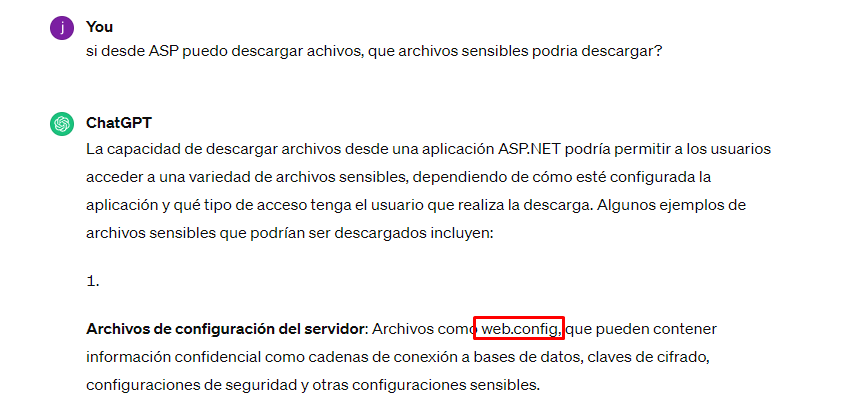 j You
si desde ASP puedo descargar achivos, que archivos sensibles podria descargar?
ChatGPT
La capacidad de descargar archivos desde una aplicación ASP.NET podría permitir a los usuarios
acceder a una variedad de archivos sensibles, dependiendo de cómo esté configurada la
aplicación y qué tipo de acceso tenga el usuario que realiza la descarga. Algunos ejemplos de
archivos sensibles que podrían ser descargados incluyen:
1.
Archivos de configuración del servidor: Archivos como web.config, que pueden contener
información confidencial como cadenas de conexión a bases de datos, claves de cifrado,
configuraciones de seguridad y otras configuraciones sensibles.